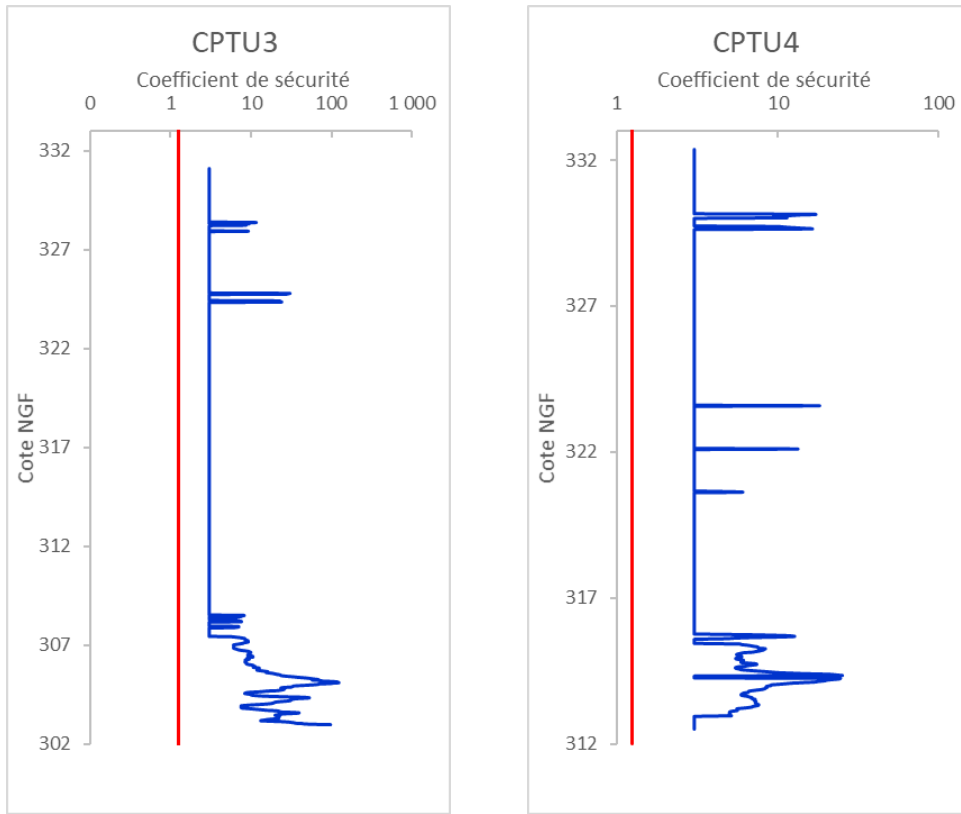 CPTU3
Coefficient de sécurité
0 1 10 100 1 000
332
327
322
317
312
307
302
Cote NGF
CPTU4
Coefficient de sécurité
1 10 100
332
327
322
317
312
Cote NGF